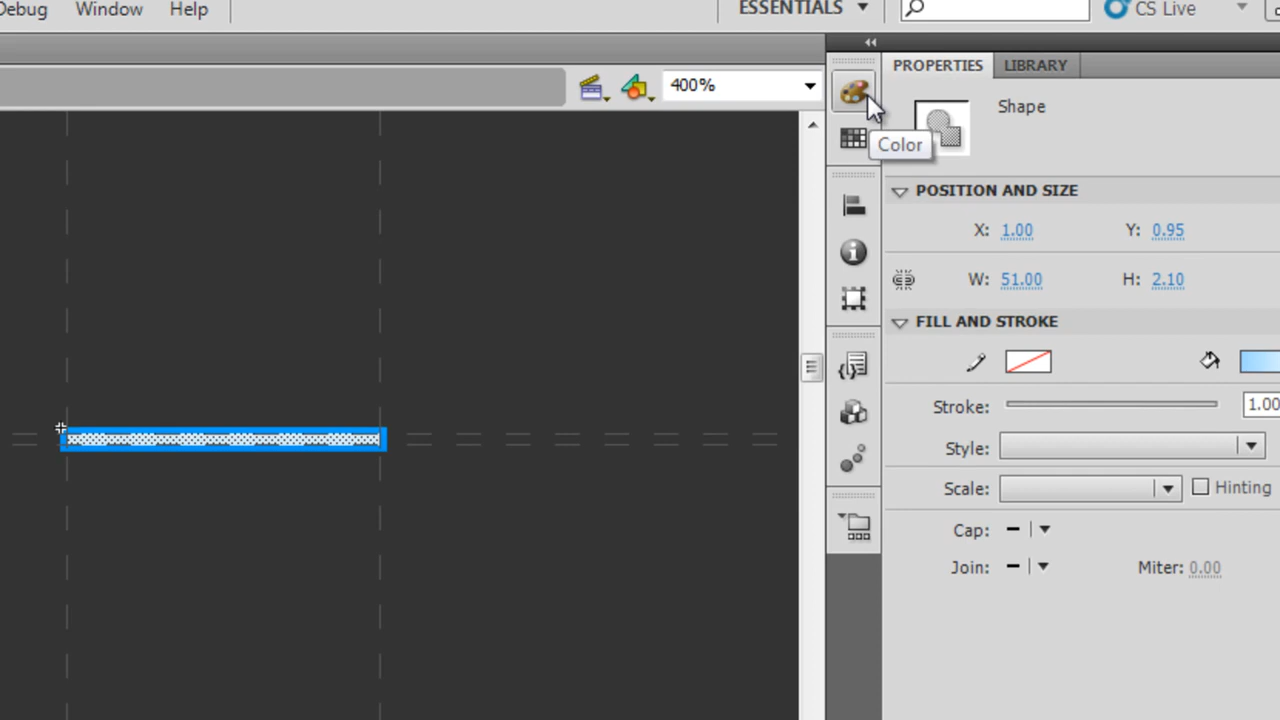 Debug Window Help ESSENTIALS CS Live
400%
PROPERTIES LIBRARY
Shape
Color
POSITION AND SIZE
X: 1.00 Y: 0.95
W: 51.00 H: 2.10
FILL AND STROKE
Stroke: 1.00
Style:
Scale: Hinting
Cap:
Join: Miter: 0.00